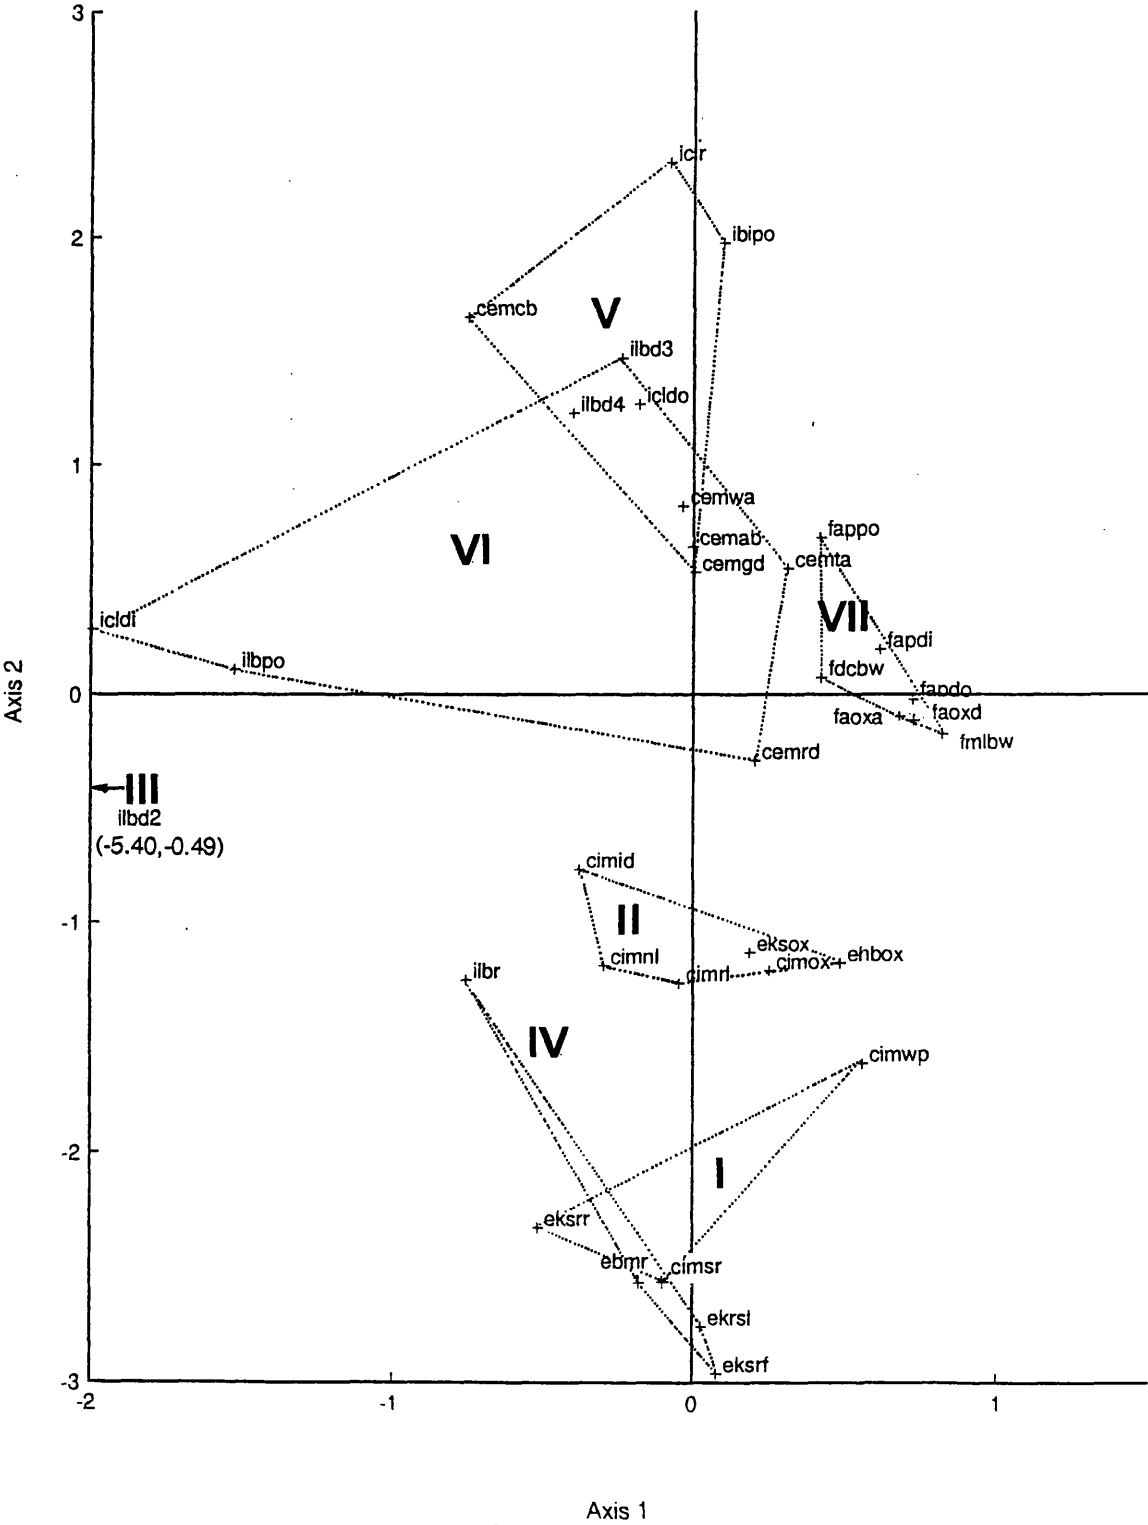 3
iclr
2
ibipo
cemcb
V
ilbd3
ilbd4
icldo
1
cemwa
fappo
cemab
VI
cemgd
cemta
VII
icldi
fapdi
ilbpo
fdcbw
Axis 2
0
fapdo
faoxa
faoxd
fmlbw
cemrd
III
ilbd2
(-5.40,-0.49)
cimid
-1
II
eksox
ehbox
cimnl
cimox
cimrl
ilbr
IV
cimwp
-2
I
eksrr
ebmr
cimsr
ekrsl
eksrf
-3
-2 -1 0 1
Axis 1